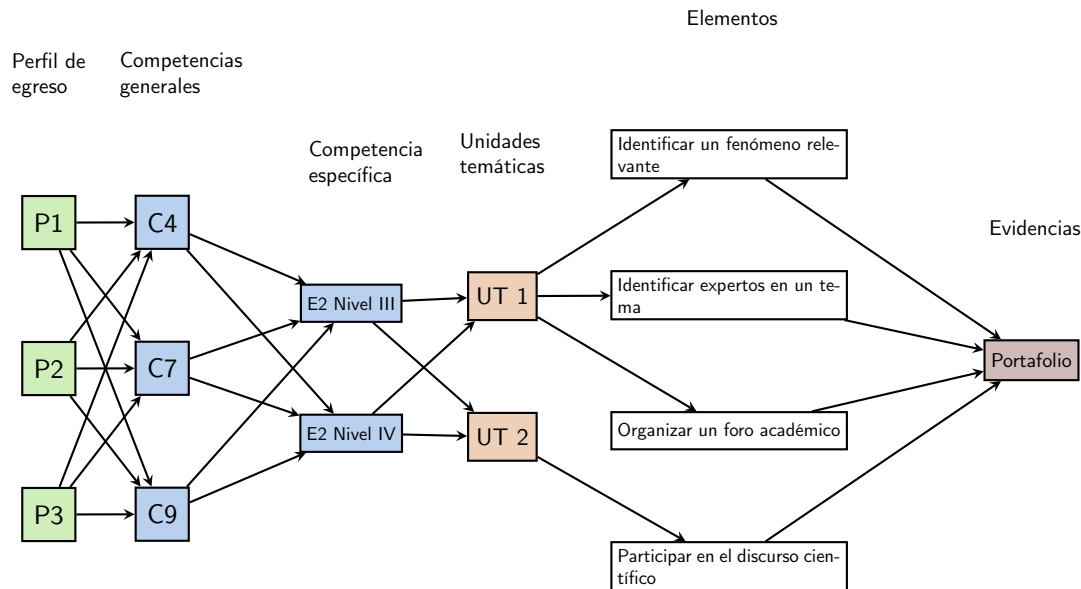 Elementos
Perfil de
egreso
Competencias
generales
Competencia
específica
Unidades
temáticas
Evidencias
P1
P2
P3
C4
C7
C9
E2 Nivel III
E2 Nivel IV
UT 1
UT 2
Identificar un fenómeno rele-
vante
Identificar expertos en un te-
ma
Organizar un foro académico
Participar en el discurso cien-
tífico
Portafolio